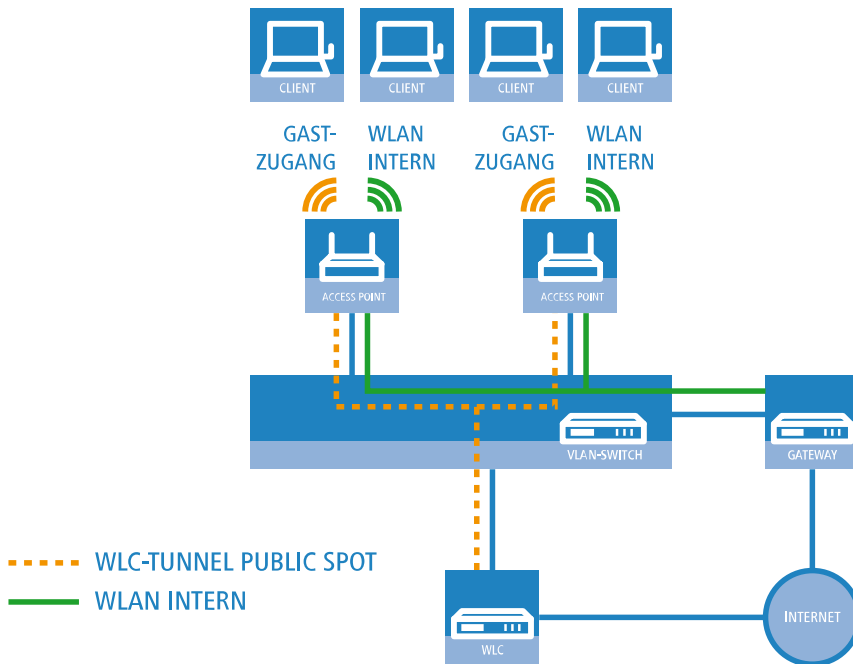 CLIENT
CLIENT
CLIENT
CLIENT
GAST-
ZUGANG
WLAN
INTERN
GAST-
ZUGANG
WLAN
INTERN
ACCESS POINT
ACCESS POINT
VLAN-SWITCH
GATEWAY
WLC-TUNNEL PUBLIC SPOT
WLAN INTERN
WLC
INTERNET